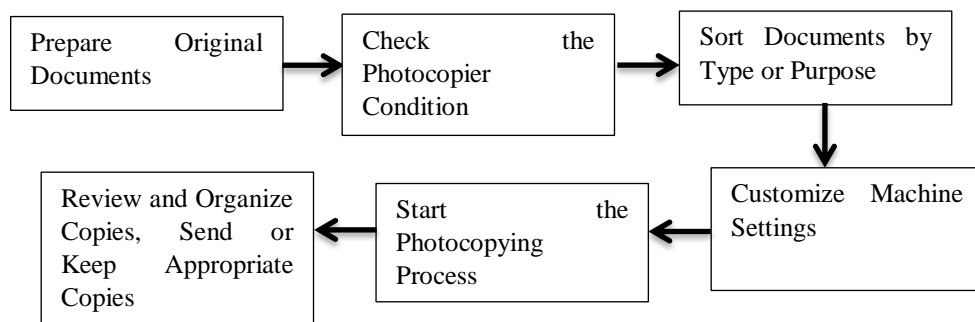 Prepare Original
Documents
Check the
Photocopier
Condition
Sort Documents by
Type or Purpose
Customize Machine
Settings
Start the
Photocopying
Process
Review and Organize
Copies, Send or
Keep Appropriate
Copies